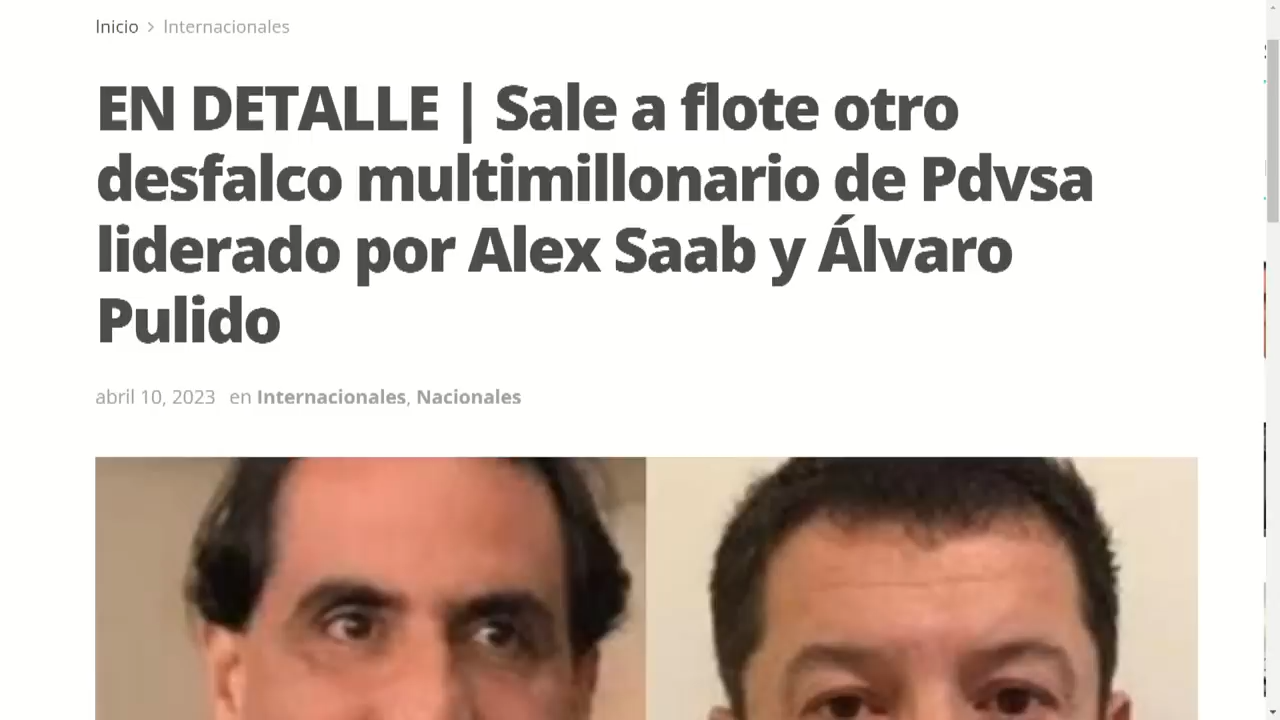 Inicio > Internacionales
EN DETALLE | Sale a flote otro
desfalco multimillonario de Pdvsa
liderado por Alex Saab y Álvaro
Pulido
abril 10, 2023 en Internacionales, Nacionales